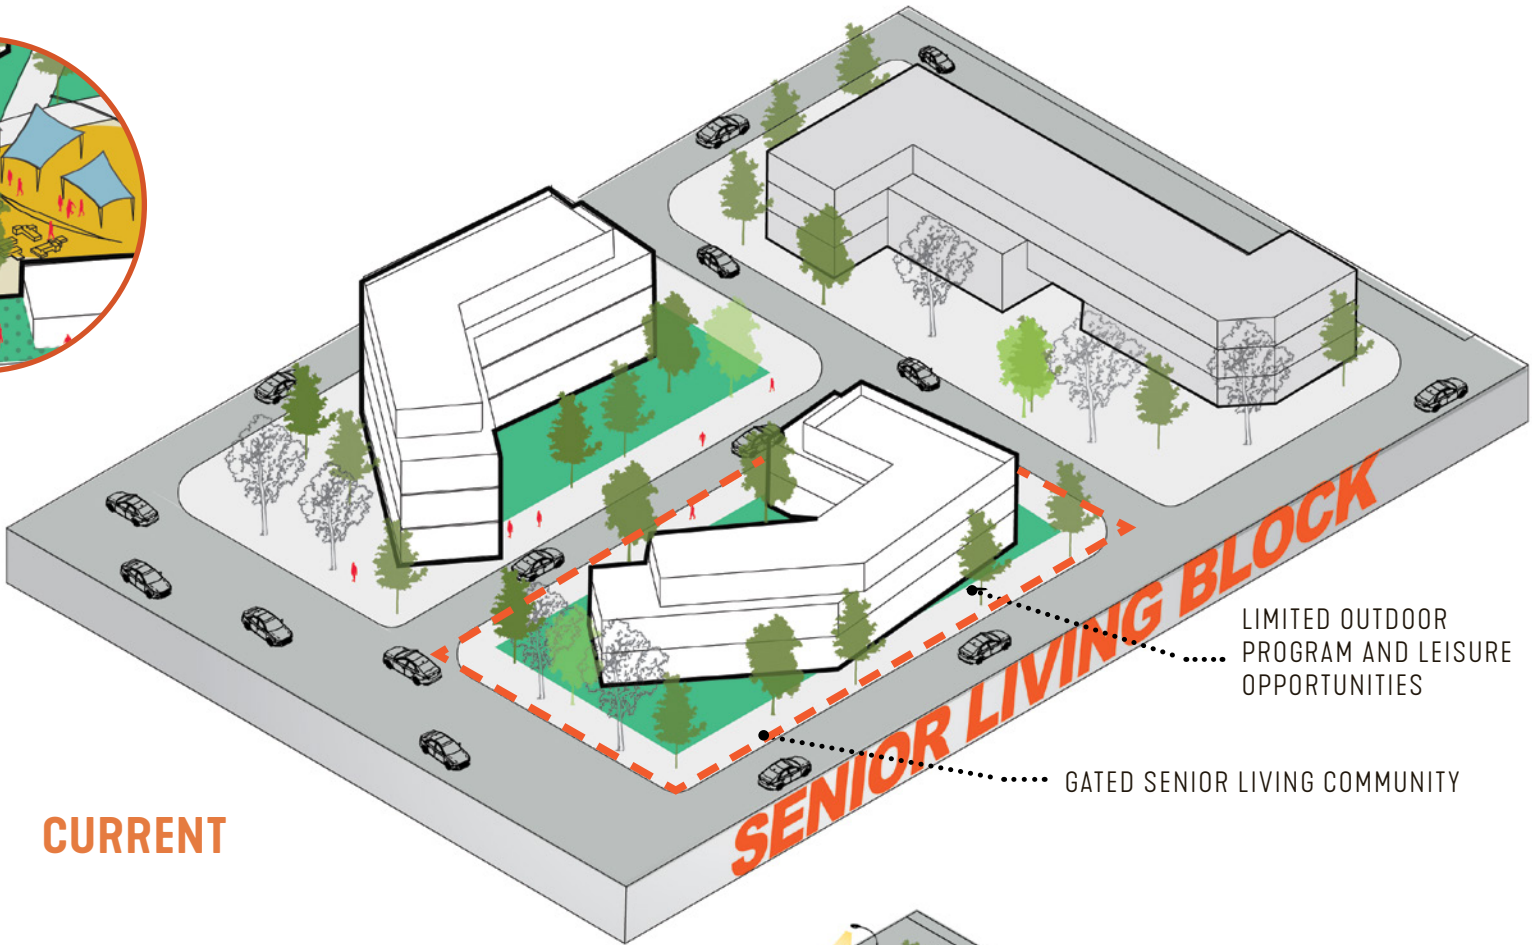 LIMITED OUTDOOR
PROGRAM AND LEISURE
OPPORTUNITIES
GATED SENIOR LIVING COMMUNITY
SENIOR LIVING BLOCK
CURRENT